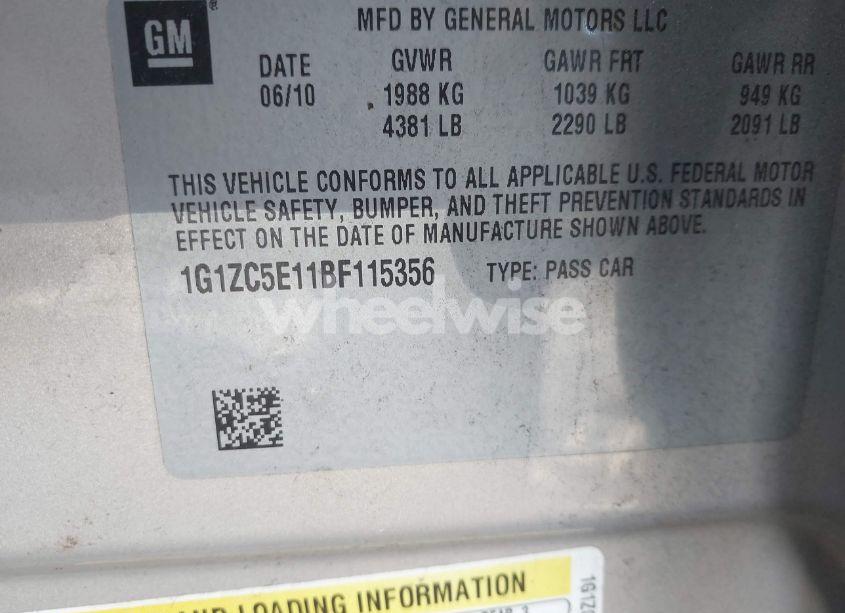 GM
MFD BY GENERAL MOTORS LLC
DATE GVWR GAWR FRT GAWR RR
06/10 1988 KG 1039 KG 949 KG
4381 LB 2290 LB 2091 LB
THIS VEHICLE CONFORMS TO ALL APPLICABLE U.S. FEDERAL MOTOR
VEHICLE SAFETY, BUMPER, AND THEFT PREVENTION STANDARDS IN
EFFECT ON THE DATE OF MANUFACTURE SHOWN ABOVE.
1G1ZC5E11BF115356 TYPE: PASS CAR
wheelwise
AND LOADING INFORMATION
1G1Z